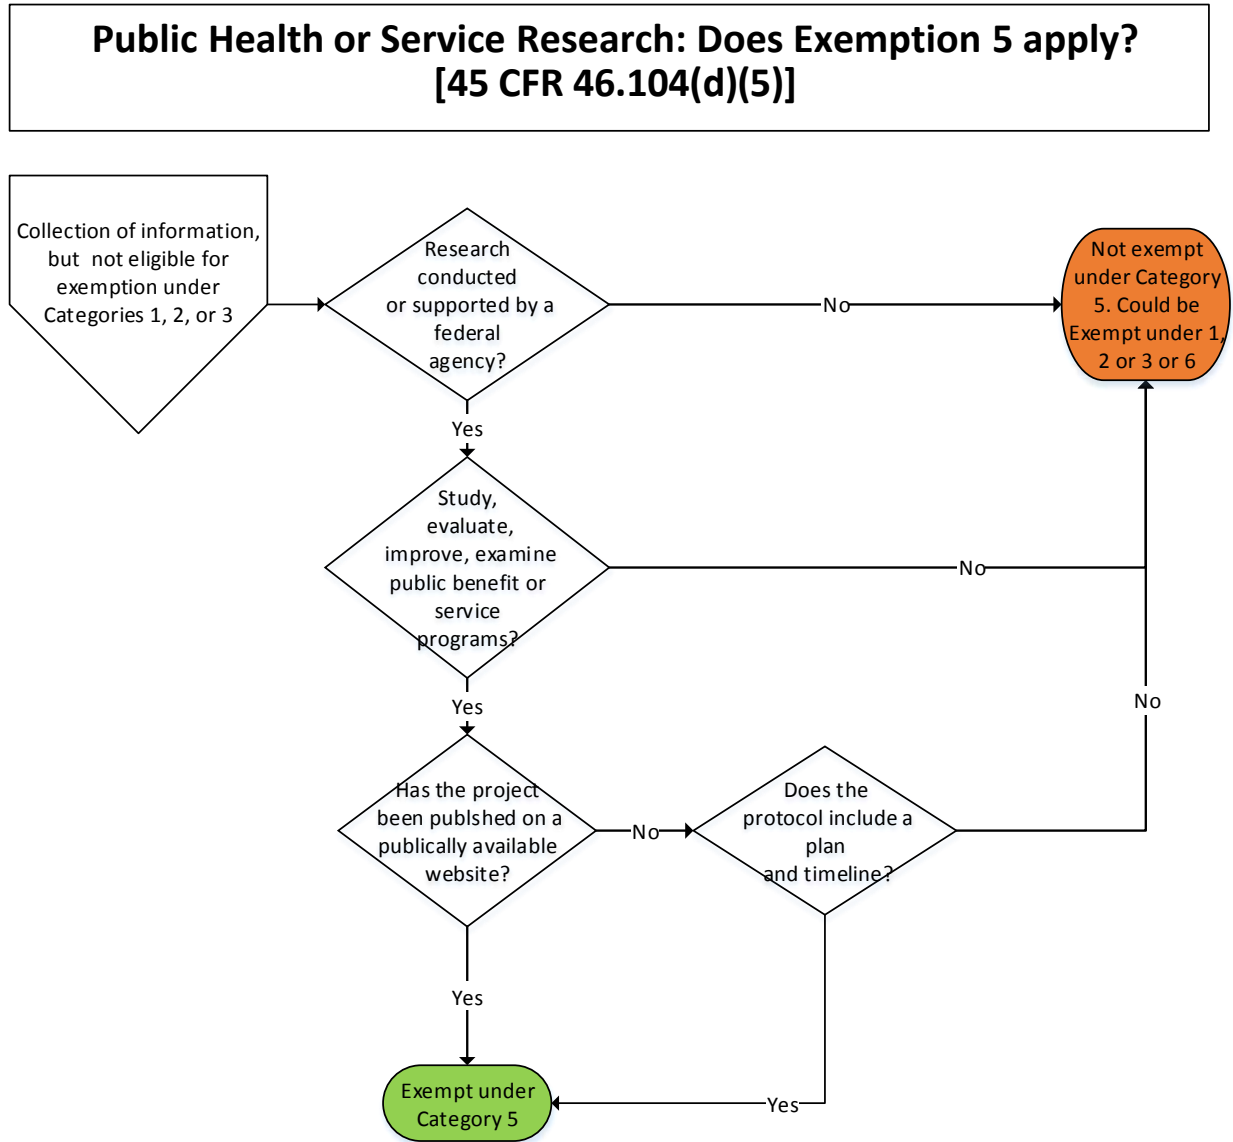 Public Health or Service Research: Does Exemption 5 apply?
[45 CFR 46.104(d)(5)]
Collection of information,
but not eligible for
exemption under
Categories 1, 2, or 3
Research
conducted
or supported by a
federal
agency?
No
Not exempt
under Category
5. Could be
Exempt under 1,
2 or 3 or 6
Yes
Study,
evaluate,
improve, examine
public benefit or
service
programs?
No
Yes
No
Has the project
been publshed on a
publically available
website?
No
Does the
protocol include a
plan
and timeline?
Yes
Exempt under
Category 5
Yes